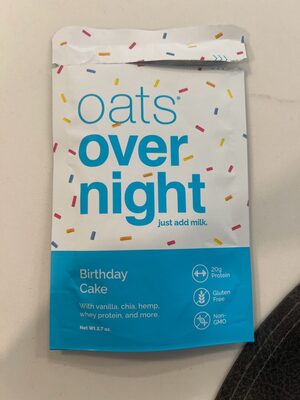 oats®
over
night
just add milk.
Birthday
Cake
With vanilla, chia, hemp,
whey protein, and more.
Net Wt 2.7 oz.
20g
Protein
Gluten
Free
Non-
GMO